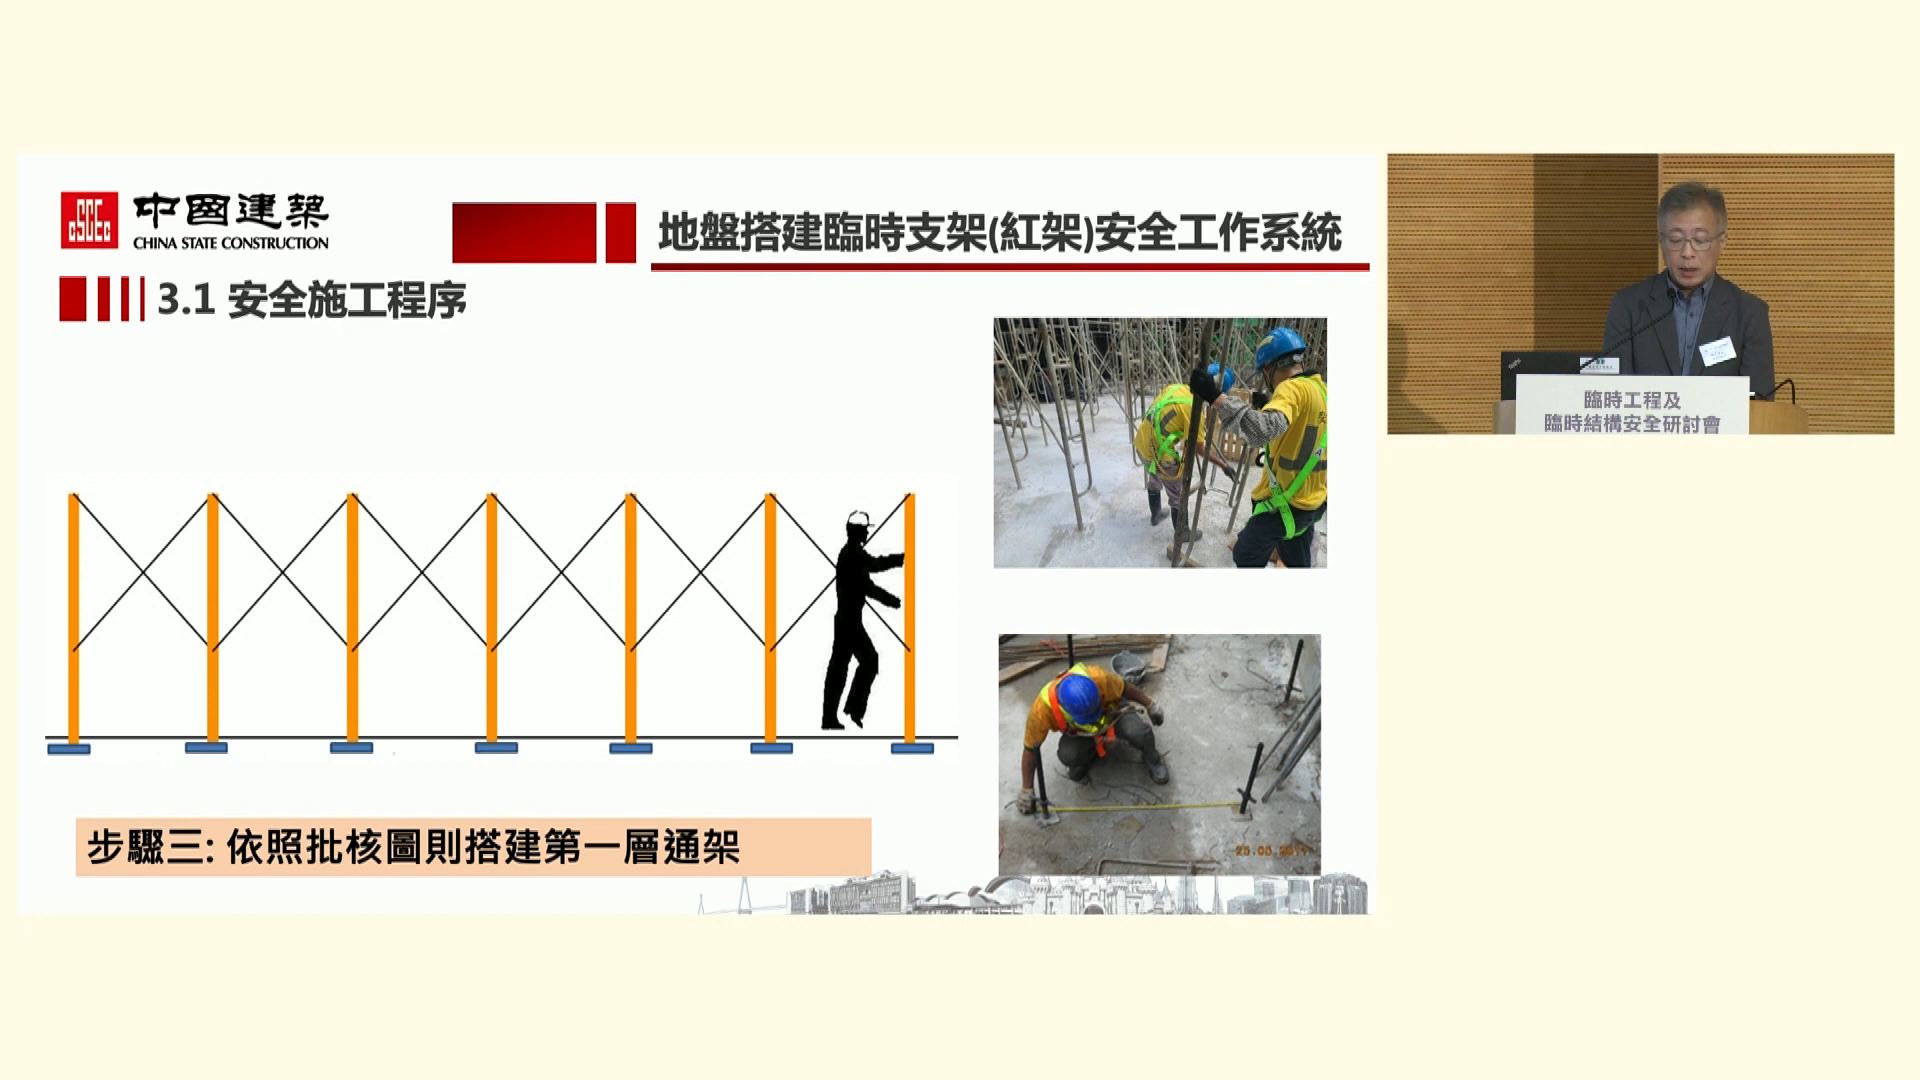 中國建築
CHINA STATE CONSTRUCTION
地盤搭建臨時支架(紅架)安全工作系統
3.1 安全施工程序
步驟三: 依照批核圖則搭建第一層通架
臨時工程及
臨時結構安全研討會